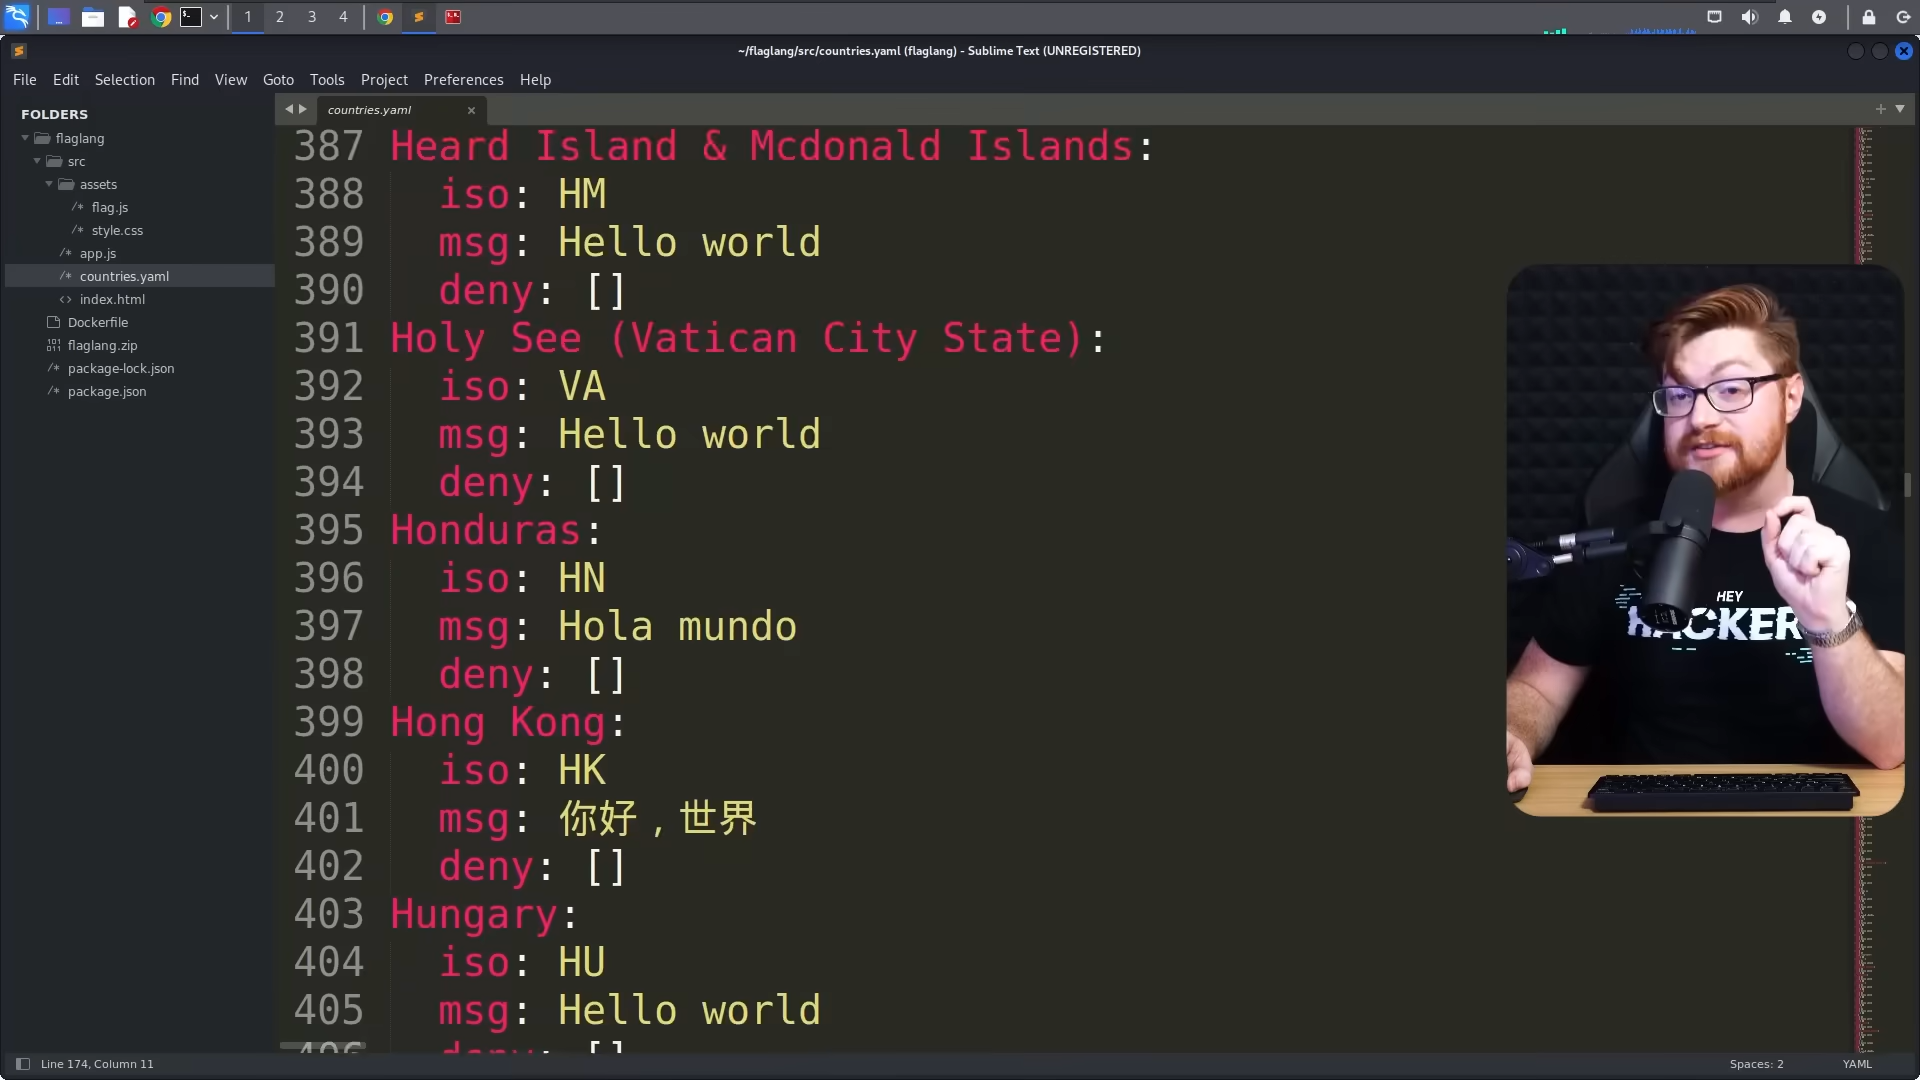 1 2 3 4
~/flaglang/src/countries.yaml (flaglang) - Sublime Text (UNREGISTERED)
File Edit Selection Find View Goto Tools Project Preferences Help
FOLDERS
flaglang
src
assets
/* flag.js
/* style.css
/* app.js
/* countries.yaml
<> index.html
Dockerfile
flaglang.zip
/* package-lock.json
/* package.json
countries.yaml ×
387 Heard Island & Mcdonald Islands:
388 iso: HM
389 msg: Hello world
390 deny: []
391 Holy See (Vatican City State):
392 iso: VA
393 msg: Hello world
394 deny: []
395 Honduras:
396 iso: HN
397 msg: Hola mundo
398 deny: []
399 Hong Kong:
400 iso: HK
401 msg: 你好，世界
402 deny: []
403 Hungary:
404 iso: HU
405 msg: Hello world
406 deny: []
HEY
HACKER
Line 174, Column 11
Spaces: 2 YAML